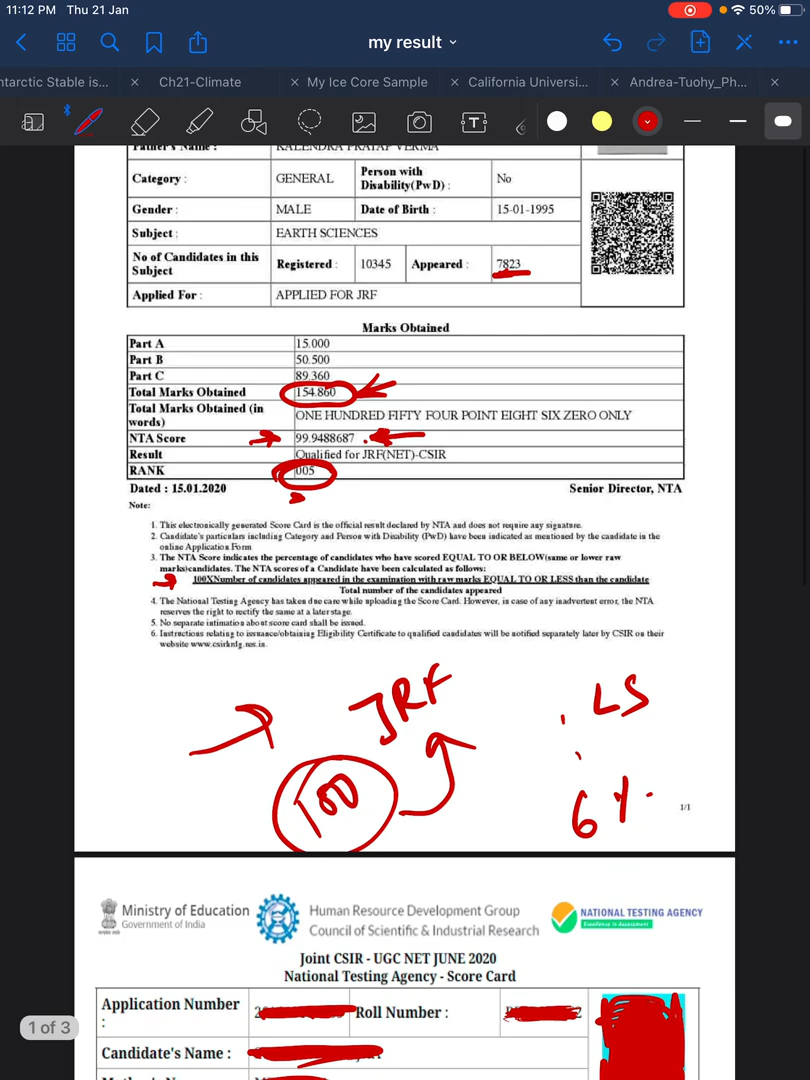 11:12 PM Thu 21 Jan
50%
my result
ntarctic Stable is...
Ch21-Climate
My Ice Core Sample
California Universi...
Andrea-Tuohy_Ph...
Father's Name : KALENDRA PRATAP VERMA
Category : GENERAL Person with Disability(PwD) : No
Gender : MALE Date of Birth : 15-01-1995
Subject : EARTH SCIENCES
No of Candidates in this Subject Registered : 10345 Appeared : 7823
Applied For : APPLIED FOR JRF
Marks Obtained
Part A 15.000
Part B 50.500
Part C 89.360
Total Marks Obtained 154.860
Total Marks Obtained (in words) ONE HUNDRED FIFTY FOUR POINT EIGHT SIX ZERO ONLY
NTA Score 99.9488687
Result Qualified for JRF(NET)-CSIR
RANK 005
Dated : 15.01.2020 Senior Director, NTA
Note:
1. This electronically generated Score Card is the official result declared by NTA and does not require any signature.
2. Candidate's particulars including Category and Person with Disability (PwD) have been indicated as mentioned by the candidate in the
online Application Form
3. The NTA Score indicates the percentage of candidates who have scored EQUAL TO OR BELOW(same or lower raw
marks)candidates. The NTA scores of a Candidate have been calculated as follows:
100XNumber of candidates appeared in the examination with raw marks EQUAL TO OR LESS than the candidate
Total number of the candidates appeared
4. The National Testing Agency has taken due care while uploading the Score Card. However, in case of any inadvertent error, the NTA
reserves the right to rectify the same at a later stage.
5. No separate intimation about score card shall be issued.
6. Instructions relating to issuance/obtaining Eligibility Certificate to qualified candidates will be notified separately later by CSIR on their
website www.csirhrdg.res.in.
JRF
LS
100
6 %
1/1
Ministry of Education
Government of India
Human Resource Development Group
Council of Scientific & Industrial Research
NATIONAL TESTING AGENCY
Excellence in Assessment
Joint CSIR - UGC NET JUNE 2020
National Testing Agency - Score Card
Application Number : Roll Number :
1 of 3
Candidate's Name :